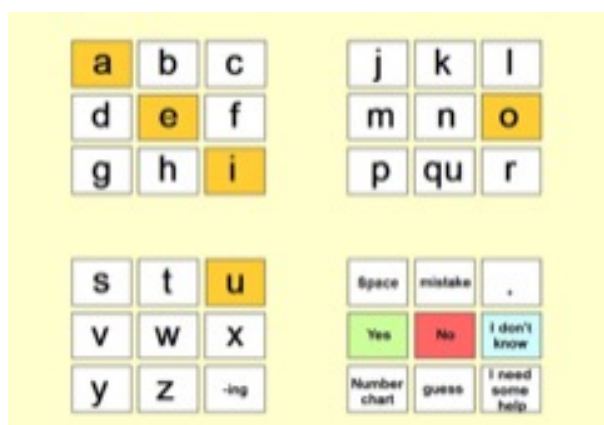 a b c
d e f
g h i
j k l
m n o
p qu r
s t u
v w x
y z -ing
Space mistake .
Yes No I don't know
Number chart guess I need some help